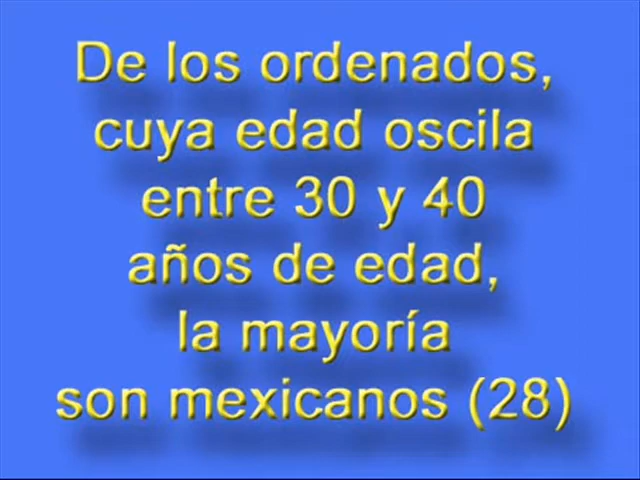 De los ordenados,
cuya edad oscila
entre 30 y 40
años de edad,
la mayoría
son mexicanos (28)